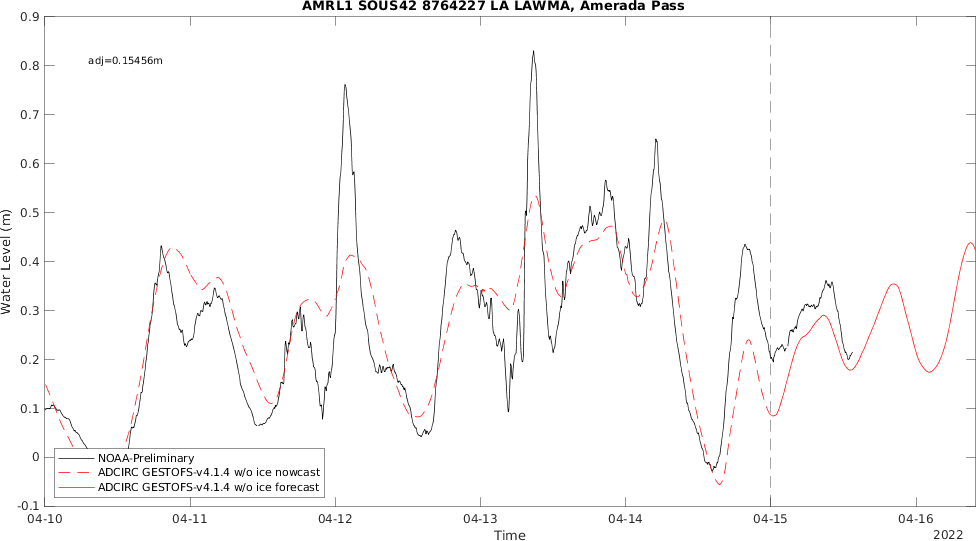 AMRL1 SOUS42 8764227 LA LAWMA, Amerada Pass
adj=0.15456m
0.9
0.8
0.7
0.6
0.5
0.4
0.3
0.2
0.1
0
-0.1
Water Level (m)
NOAA-Preliminary
ADCIRC GESTOFS-v4.1.4 w/o ice nowcast
ADCIRC GESTOFS-v4.1.4 w/o ice forecast
04-10 04-11 04-12 04-13 04-14 04-15 04-16
Time
2022